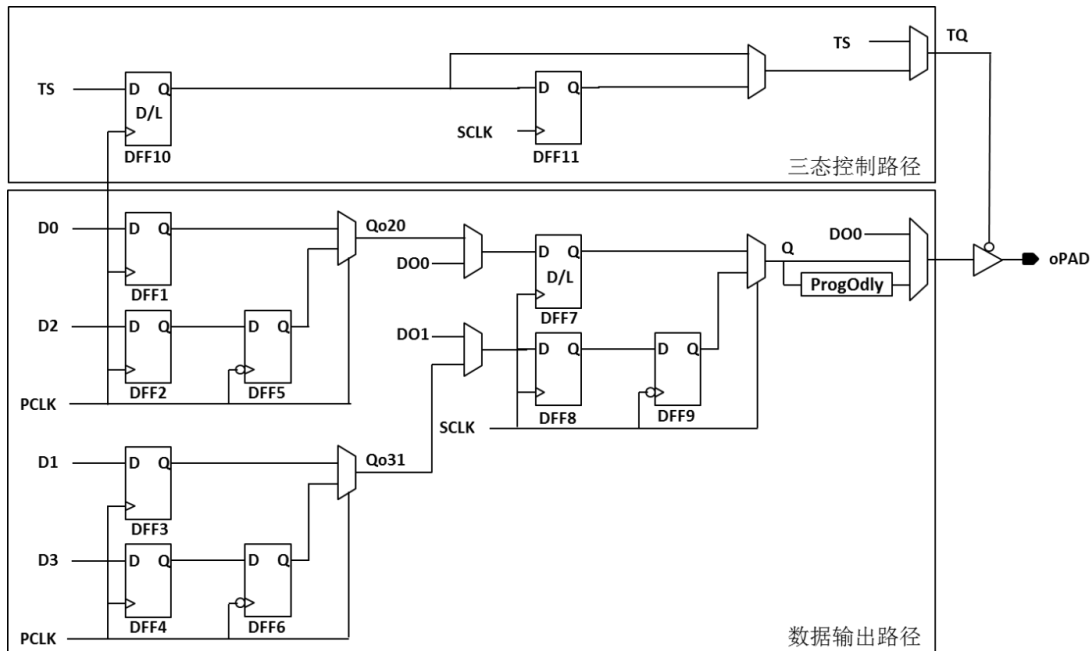 TS
TQ
TS
D Q
D/L
DFF10
D Q
SCLK
DFF11
三态控制路径
D0
D Q
DFF1
Qo20
DO0
D Q
D/L
DFF7
Q
DO0
ProgOdly
oPAD
D2
D Q
DFF2
D Q
DFF5
PCLK
DO1
D Q
DFF8
D Q
DFF9
SCLK
D1
D Q
DFF3
Qo31
D3
D Q
DFF4
D Q
DFF6
PCLK
数据输出路径